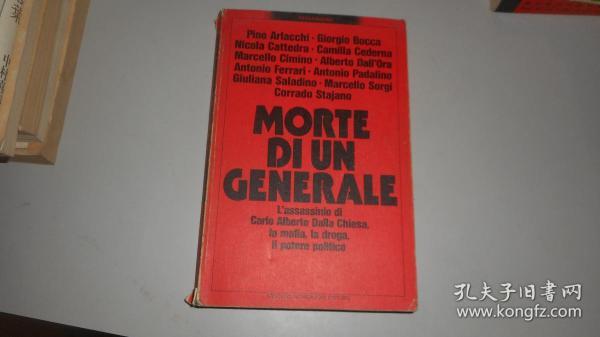 Pino Arlacchi · Giorgio Bocca
Nicola Cattedra · Camilla Cederna
Marcello Cimino · Alberto Dall'Ora
Antonio Ferrari · Antonio Padalino
Giuliana Saladino · Marcello Sorgi
Corrado Stajano
MORTE
DI UN
GENERALE
L'assassinio di
Carlo Alberto Dalla Chiesa,
la mafia, la droga,
il potere politico
孔夫子旧书网
www.kongfz.com